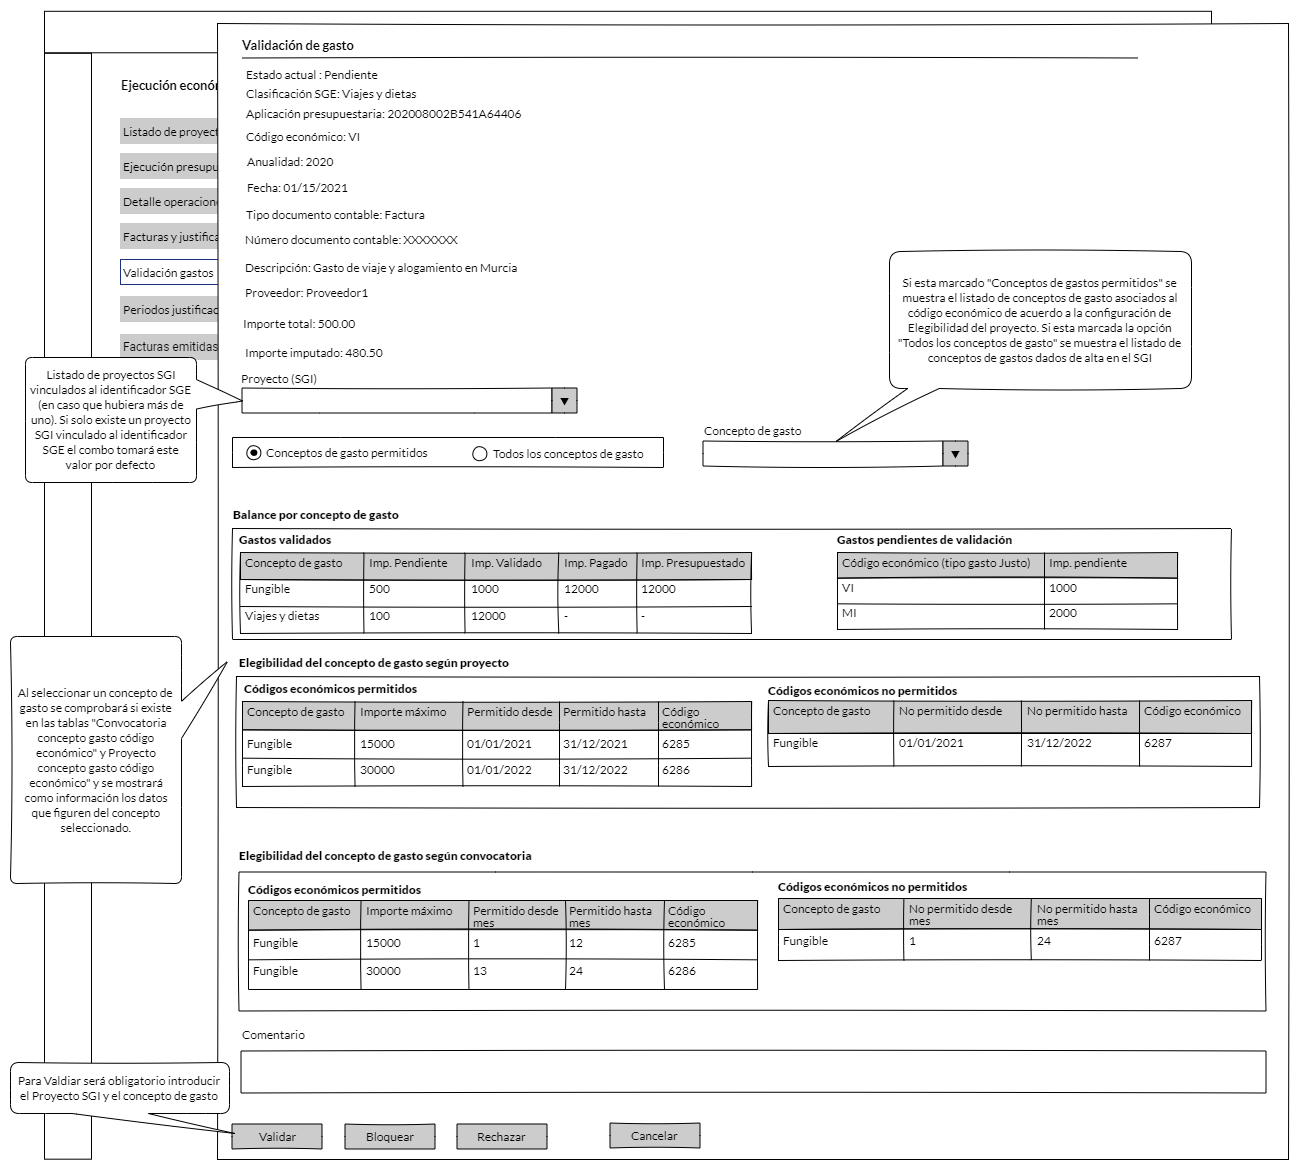 Validación de gasto
Estado actual : Pendiente
Clasificación SGE: Viajes y dietas
Aplicación presupuestaria: 202008002B541A64406
Código económico: VI
Anualidad: 2020
Fecha: 01/15/2021
Tipo documento contable: Factura
Número documento contable: XXXXXXX
Descripción: Gasto de viaje y alogamiento en Murcia
Proveedor: Proveedor1
Importe total: 500.00
Importe imputado: 480.50
Ejecución econó
Listado de proyect
Ejecución presupu
Detalle operacion
Facturas y justifica
Validación gastos
Periodos justificac
Facturas emitidas
Si esta marcado "Conceptos de gastos permitidos" se
muestra el listado de conceptos de gasto asociados al
código económico de acuerdo a la configuración de
Elegibilidad del proyecto. Si esta marcada la opción
"Todos los conceptos de gasto" se muestra el listado de
conceptos de gastos dados de alta en el SGI
Listado de proyectos SGI
vinculados al identificador SGE
(en caso que hubiera más de
uno). Si solo existe un proyecto
SGI vinculado al identificador
SGE el combo tomará este
valor por defecto
Proyecto (SGI)
Conceptos de gasto permitidos
Todos los conceptos de gasto
Concepto de gasto
Balance por concepto de gasto
Gastos validados
Concepto de gasto Imp. Pendiente Imp. Validado Imp. Pagado Imp. Presupuestado
Fungible 500 1000 12000 12000
Viajes y dietas 100 12000 - -
Gastos pendientes de validación
Código económico (tipo gasto Justo) Imp. pendiente
VI 1000
MI 2000
Al seleccionar un concepto de
gasto se comprobará si existe
en las tablas "Convocatoria
concepto gasto código
económico" y Proyecto
concepto gasto código
económico" y se mostrará
como información los datos
que figuren del concepto
seleccionado.
Elegibilidad del concepto de gasto según proyecto
Códigos económicos permitidos
Concepto de gasto Importe máximo Permitido desde Permitido hasta Código
económico
Fungible 15000 01/01/2021 31/12/2021 6285
Fungible 30000 01/01/2022 31/12/2022 6286
Códigos económicos no permitidos
Concepto de gasto No permitido desde No permitido hasta Código económico
Fungible 01/01/2021 31/12/2022 6287
Elegibilidad del concepto de gasto según convocatoria
Códigos económicos permitidos
Concepto de gasto Importe máximo Permitido desde Permitido hasta Código
mes mes económico
Fungible 15000 1 12 6285
Fungible 30000 13 24 6286
Códigos económicos no permitidos
Concepto de gasto No permitido desde No permitido hasta Código económico
mes mes
Fungible 1 24 6287
Comentario
Para Valdiar será obligatorio introducir
el Proyecto SGI y el concepto de gasto
Validar
Bloquear
Rechazar
Cancelar